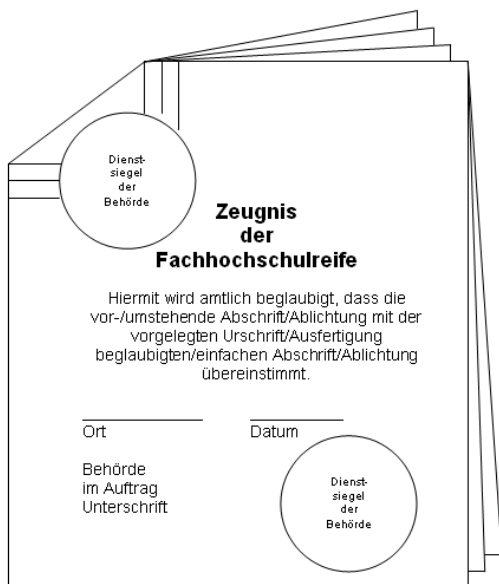 Dienst-
siegel
der
Behörde
Zeugnis
der
Fachhochschulreife
Hiermit wird amtlich beglaubigt, dass die
vor-/umstehende Abschrift/Ablichtung mit der
vorgelegten Urschrift/Ausfertigung
beglaubigten/einfachen Abschrift/Ablichtung
übereinstimmt.
Ort
Datum
Behörde
im Auftrag
Unterschrift
Dienst-
siegel
der
Behörde